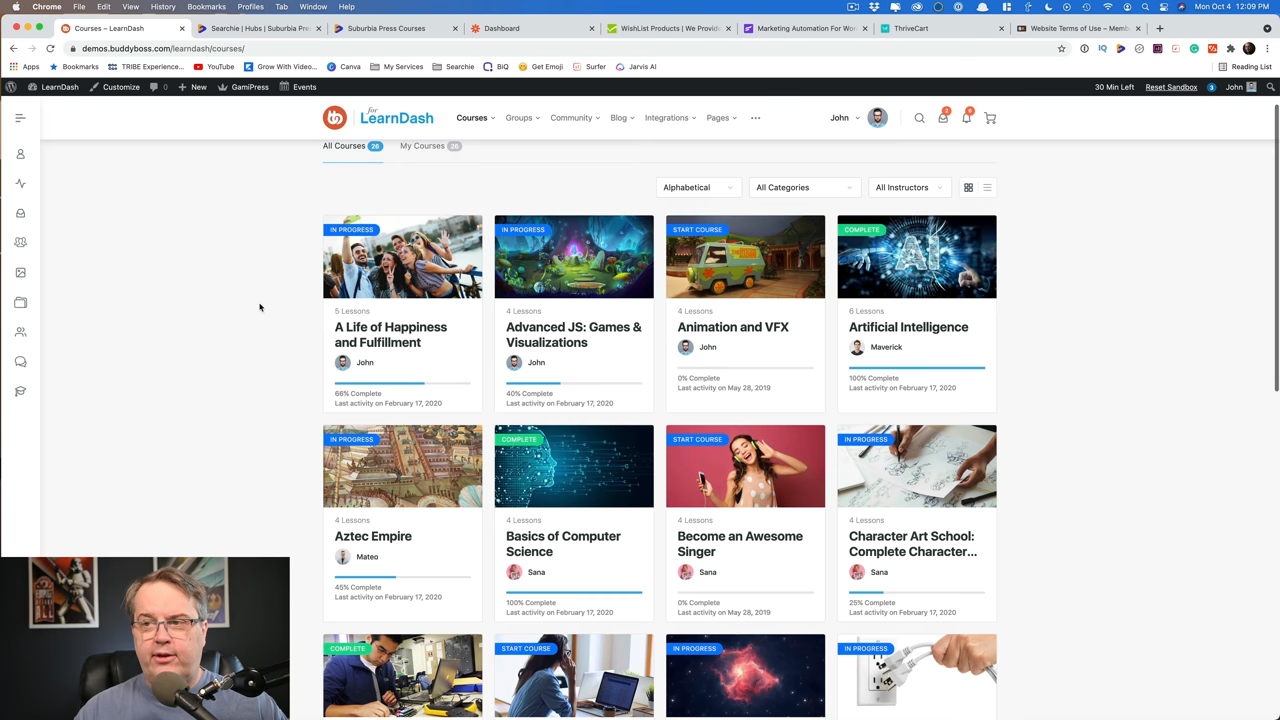 Chrome File Edit View History Bookmarks Profiles Tab Window Help
Mon Oct 4 12:09 PM
Courses – LearnDash
Searchie | Hubs | Suburbia Pre
Suburbia Press Courses
Dashboard
WishList Products | We Provide
Marketing Automation For Wo
ThriveCart
Website Terms of Use – Memb
demos.buddyboss.com/learndash/courses/
Apps Bookmarks TRIBE Experience... YouTube Grow With Video... Canva My Services Searchie BiQ Get Emoji Surfer Jarvis AI Reading List
LearnDash Customize 0 New GamiPress Events 30 Min Left Reset Sandbox 3 John
for
LearnDash
Courses Groups Community Blog Integrations Pages
John
2
6
All Courses 26 My Courses 26
Alphabetical All Categories All Instructors
IN PROGRESS
5 Lessons
A Life of Happiness
and Fulfillment
John
66% Complete
Last activity on February 17, 2020
IN PROGRESS
4 Lessons
Advanced JS: Games &
Visualizations
John
40% Complete
Last activity on February 17, 2020
START COURSE
4 Lessons
Animation and VFX
John
0% Complete
Last activity on May 28, 2019
COMPLETE
AI
6 Lessons
Artificial Intelligence
Maverick
100% Complete
Last activity on February 17, 2020
IN PROGRESS
4 Lessons
Aztec Empire
Mateo
45% Complete
Last activity on February 17, 2020
COMPLETE
4 Lessons
Basics of Computer
Science
Sana
100% Complete
Last activity on February 17, 2020
START COURSE
4 Lessons
Become an Awesome
Singer
Sana
0% Complete
Last activity on May 28, 2019
IN PROGRESS
4 Lessons
Character Art School:
Complete Character...
Sana
25% Complete
Last activity on February 17, 2020
COMPLETE
START COURSE
IN PROGRESS
IN PROGRESS